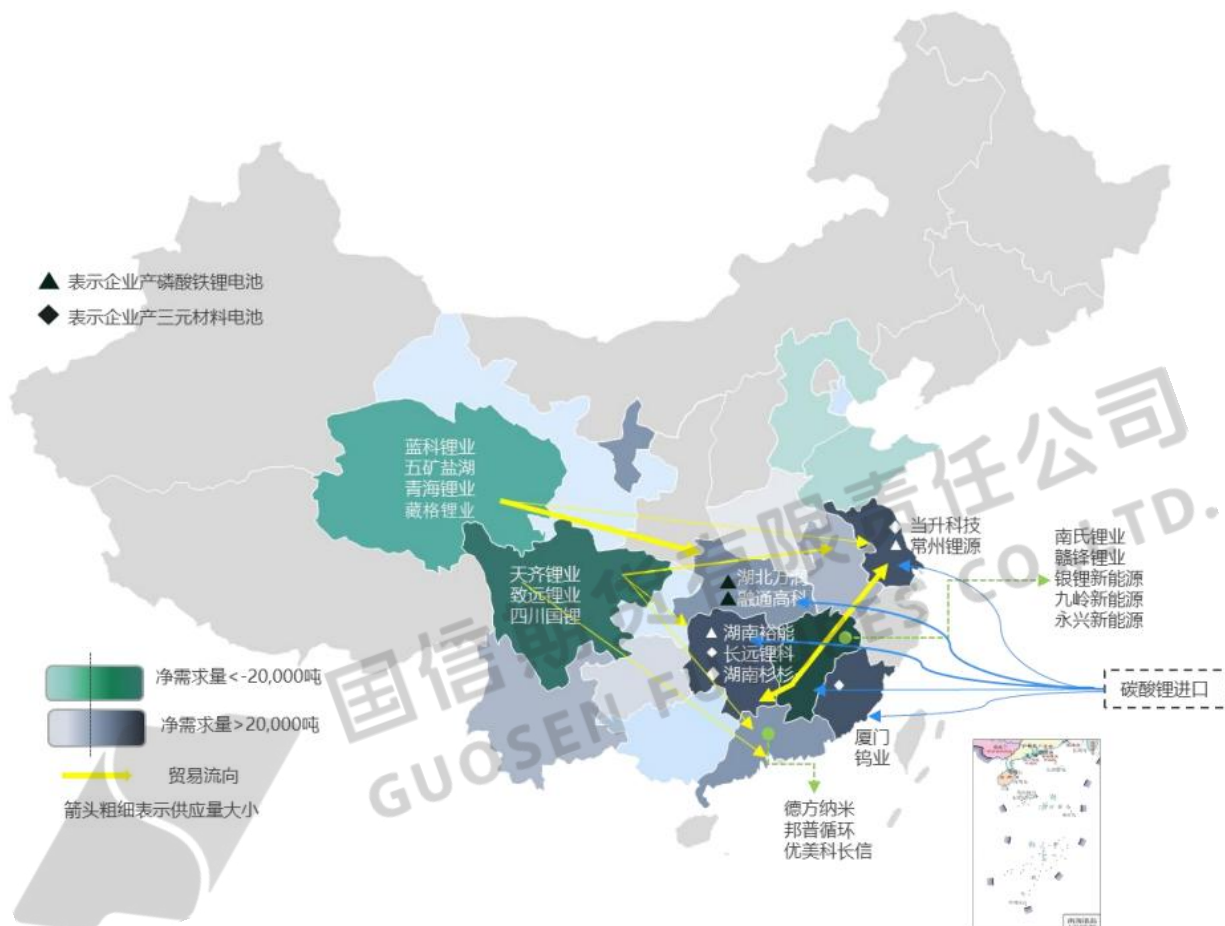 ▲ 表示企业产磷酸铁锂电池
◆ 表示企业产三元材料电池
蓝科锂业
五矿盐湖
青海锂业
藏格锂业
天齐锂业
致远锂业
四川国锂
当升科技
常州锂源
南氏锂业
赣锋锂业
银锂新能源
九岭新能源
永兴新能源
湖北万润
融通高科
湖南裕能
长远锂科
湖南杉杉
碳酸锂进口
厦门
钨业
德方纳米
邦普循环
优美科长信
净需求量<-20,000吨
净需求量>20,000吨
贸易流向
箭头粗细表示供应量大小
国信期货有限责任公司
GUOSEN FUTURES CO., LTD.